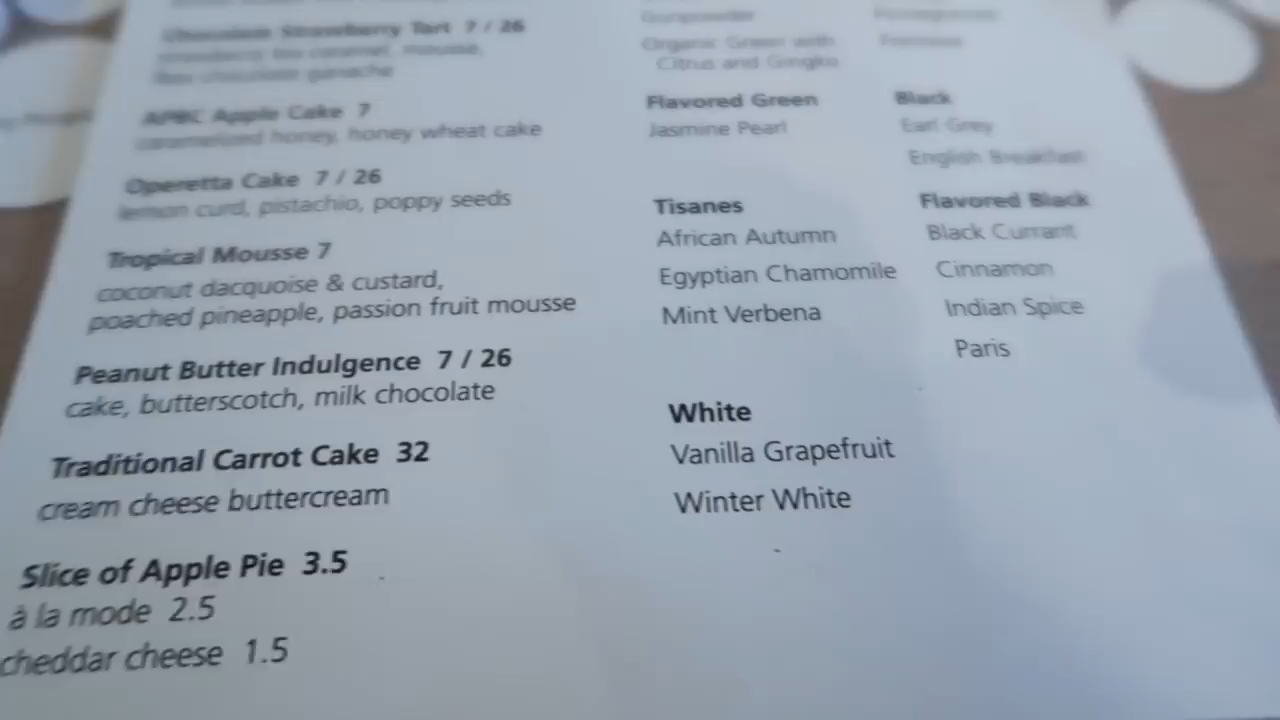 Chocolate Strawberry Tart 7 / 26
APBC Apple Cake 7
caramelized honey, honey wheat cake
Operetta Cake 7 / 26
lemon curd, pistachio, poppy seeds
Tropical Mousse 7
coconut dacquoise & custard,
poached pineapple, passion fruit mousse
Peanut Butter Indulgence 7 / 26
cake, butterscotch, milk chocolate
Traditional Carrot Cake 32
cream cheese buttercream
Slice of Apple Pie 3.5
à la mode 2.5
cheddar cheese 1.5
Gunpowder
Organic Green with
Citrus and Gingko
Flavored Green
Jasmine Pearl
Tisanes
African Autumn
Egyptian Chamomile
Mint Verbena
White
Vanilla Grapefruit
Winter White
Black
Earl Grey
English Breakfast
Flavored Black
Black Currant
Cinnamon
Indian Spice
Paris